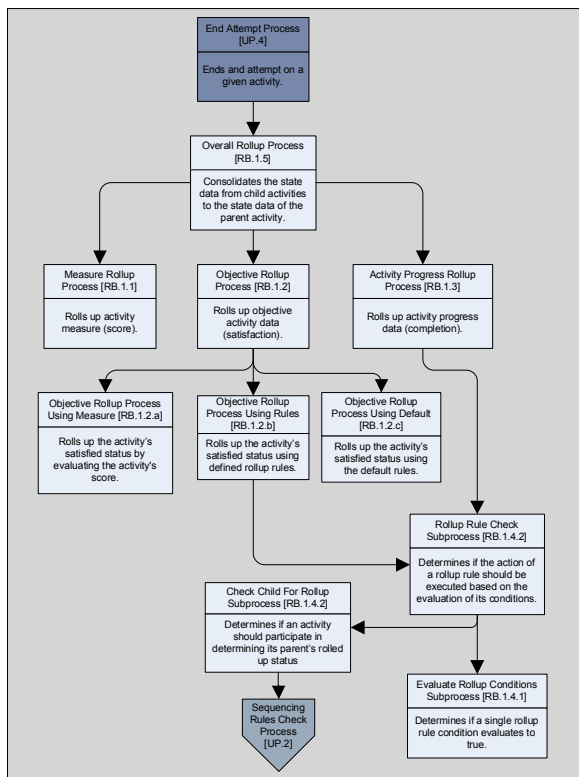 End Attempt Process
[UP.4]
Ends and attempt on a
given activity.
Overall Rollup Process
[RB.1.5]
Consolidates the state
data from child activities
to the state data of the
parent activity.
Measure Rollup
Process [RB.1.1]
Rolls up activity
measure (score).
Objective Rollup
Process [RB.1.2]
Rolls up objective
activity data
(satisfaction).
Activity Progress Rollup
Process [RB.1.3]
Rolls up activity progress
data (completion).
Objective Rollup Process
Using Measure [RB.1.2.a]
Rolls up the activity's
satisfied status by
evaluating the activity's
score.
Objective Rollup
Process Using Rules
[RB.1.2.b]
Rolls up the activity's
satisfied status using
defined rollup rules.
Objective Rollup
Process Using Default
[RB.1.2.c]
Rolls up the activity's
satisfied status using
the default rules.
Rollup Rule Check
Subprocess [RB.1.4.2]
Determines if the action of
a rollup rule should be
executed based on the
evaluation of its conditions.
Check Child For Rollup
Subprocess [RB.1.4.2]
Determines if an activity
should participate in
determining its parent's rolled
up status
Evaluate Rollup Conditions
Subprocess [RB.1.4.1]
Determines if a single rollup
rule condition evaluates to
true.
Sequencing
Rules Check
Process
[UP.2]